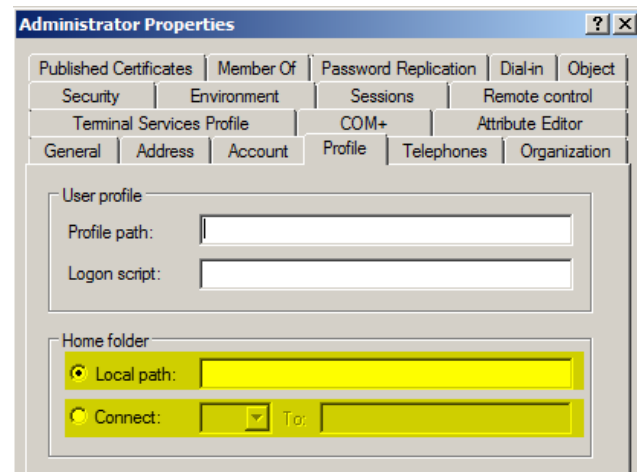 Administrator Properties ? X
Published Certificates Member Of Password Replication Dial-in Object
Security Environment Sessions Remote control
Terminal Services Profile COM+ Attribute Editor
General Address Account Profile Telephones Organization
User profile
Profile path:
Logon script:
Home folder
Local path:
Connect: To: